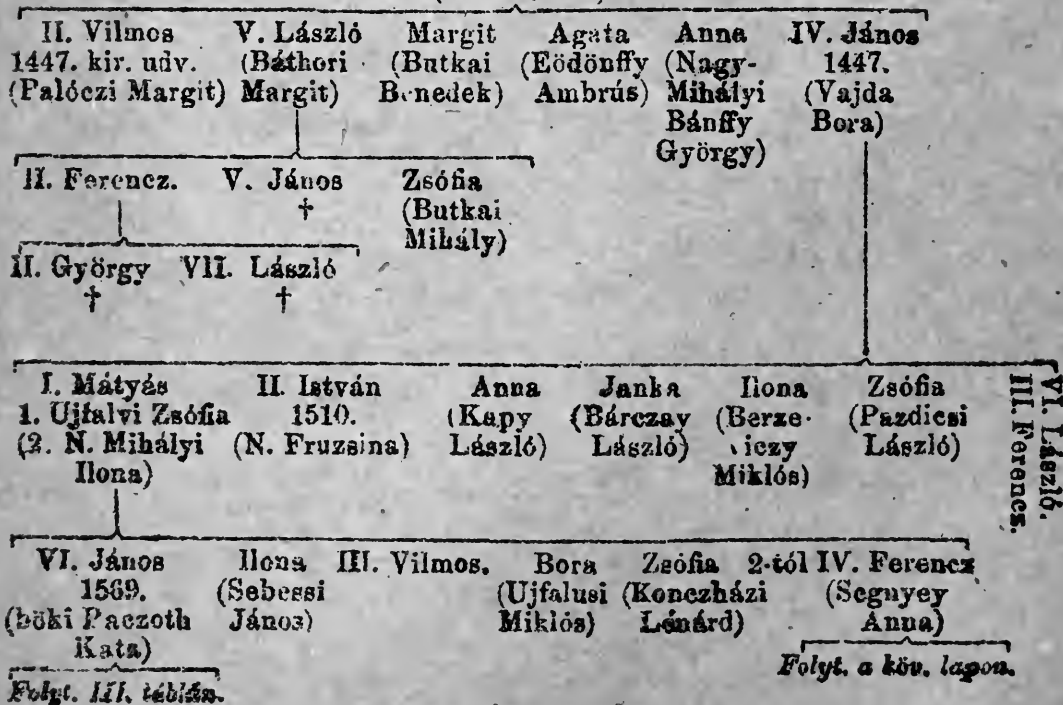 II. Vilmos V. László Margit Agata Anna IV. János
1447. kir. udv. (Báthori (Butkai (Eödönffy (Nagy- 1447.
(Palóczi Margit) Margit) Benedek) Ambrús) Mihályi (Vajda
Bánffy Bora)
György)
II. Ferencz. V. János Zsófia
† (Butkai
Mihály)
II. György VII. László
† †
I. Mátyás II. István Anna Janka Ilona Zsófia
1. Ujfalvi Zsófia 1510. (Kapy (Bárczay (Berze- (Pazdicsi
(2. N. Mihályi (N. Fruzsina) László) László) viczy László)
Ilona) Miklós)
VI. László.
III. Ferencz.
VI. János Ilona III. Vilmos. Bora Zsófia 2-tól IV. Ferencz
1569. (Sebessi (Ujfalusi (Konczházi (Segnyey
(böki Paczoth János) Miklós) Lénárd) Anna)
Kata) Folyt. a köv. lapon.
Folyt. III. táblán.